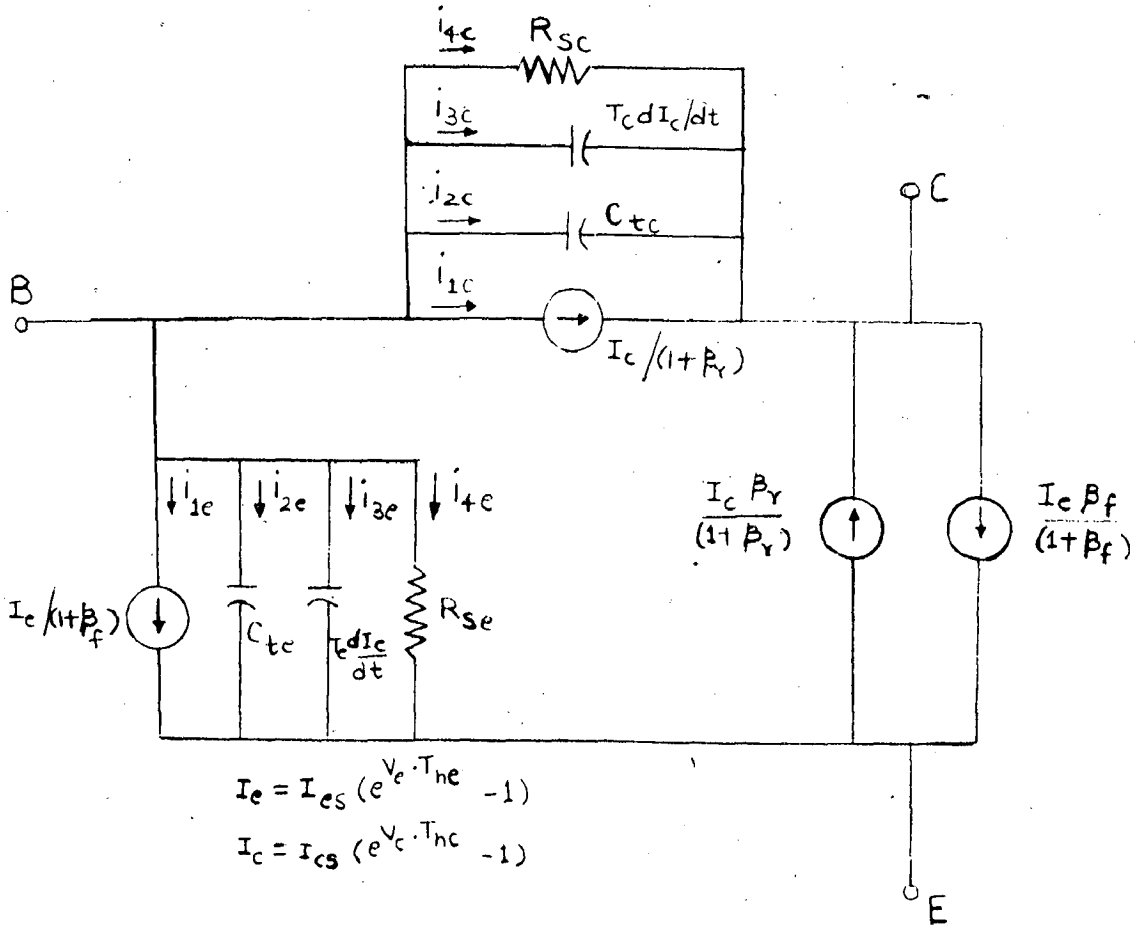 i4c
Rsc
i3c
Tc dIc/dt
i2c
Ctc
C
i1c
B
Ic/(1+βr)
i1e
i2e
i3e
i4e
Ic βr
(1+βr)
Ie βf
(1+βf)
Ie/(1+βf)
Cte
Te dIe
dt
Rse
Ie = Ies (e^Ve·Tne -1)
Ic = Ics (e^Vc·Tnc -1)
E